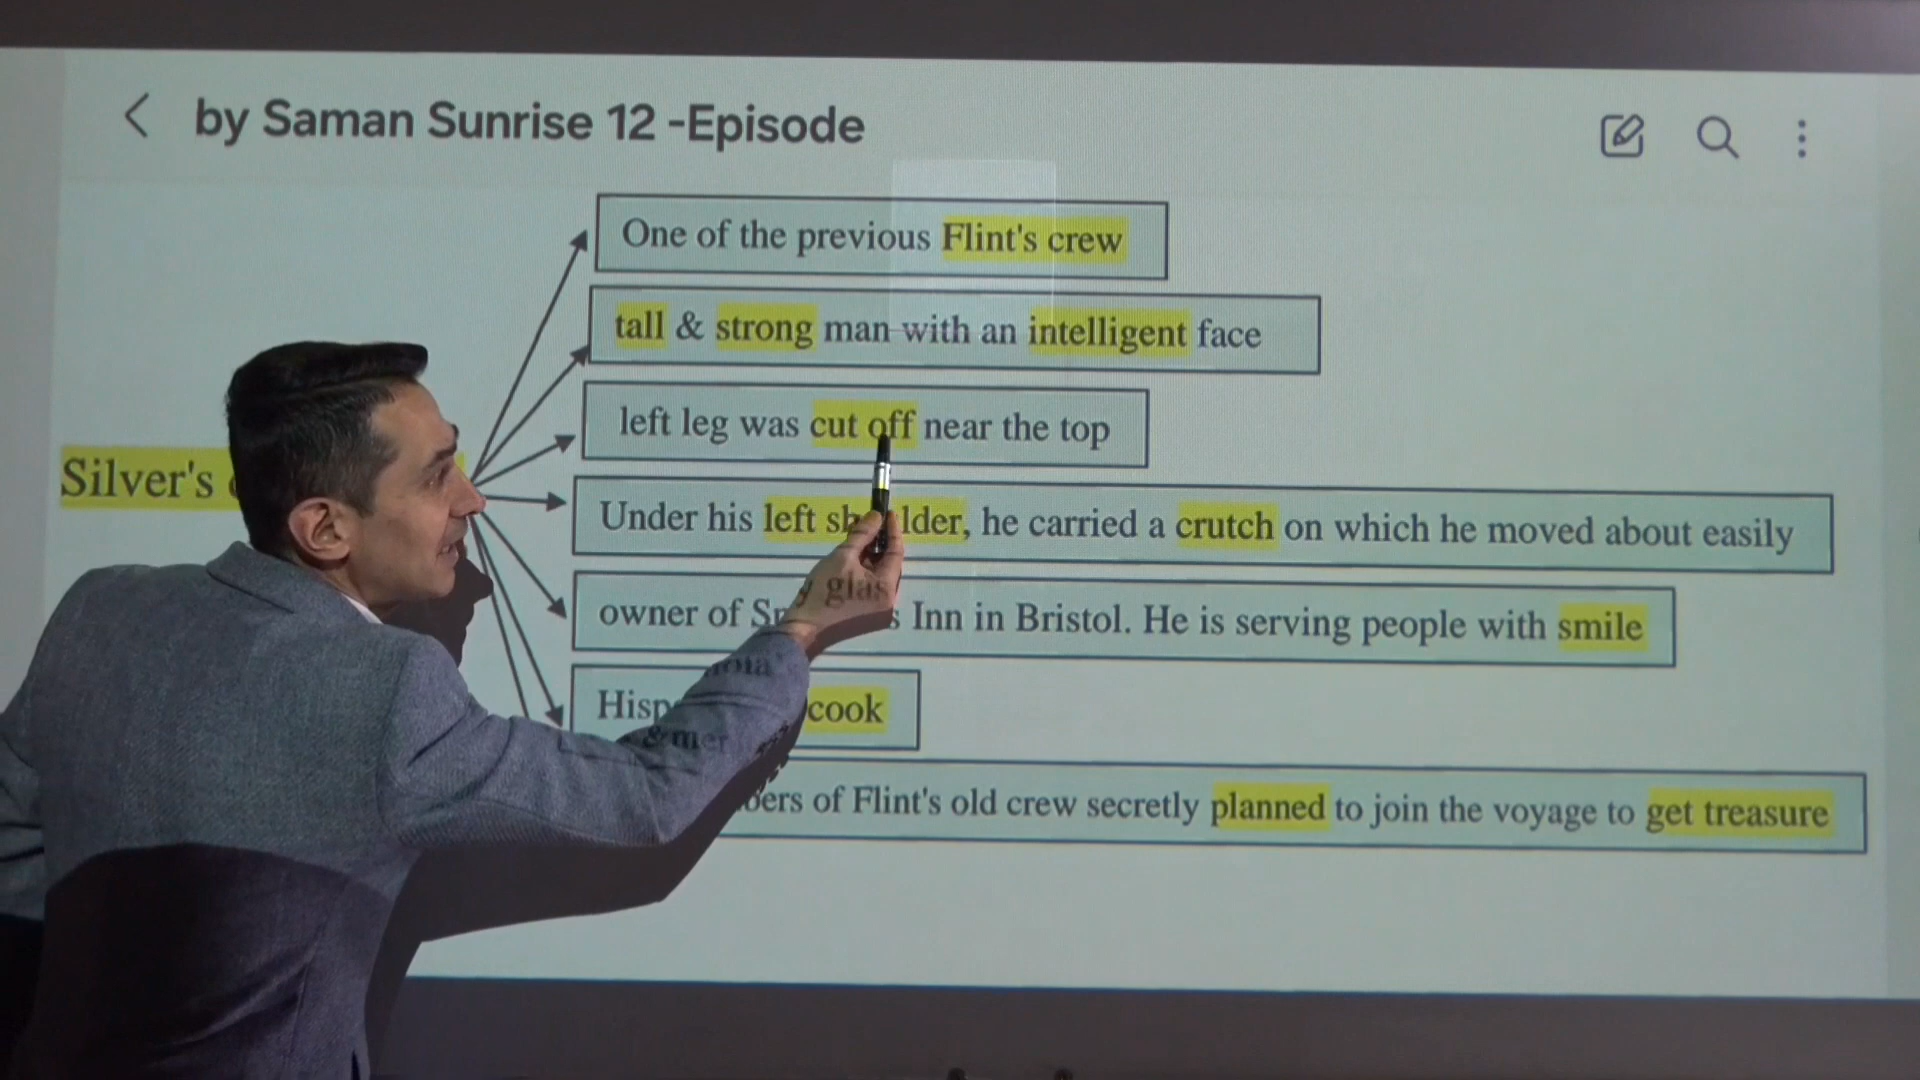 by Saman Sunrise 12 -Episode
One of the previous Flint's crew
tall & strong man with an intelligent face
left leg was cut off near the top
Silver's
Under his left shoulder, he carried a crutch on which he moved about easily
owner of Inn in Bristol. He is serving people with smile
cook
of Flint's old crew secretly planned to join the voyage to get treasure